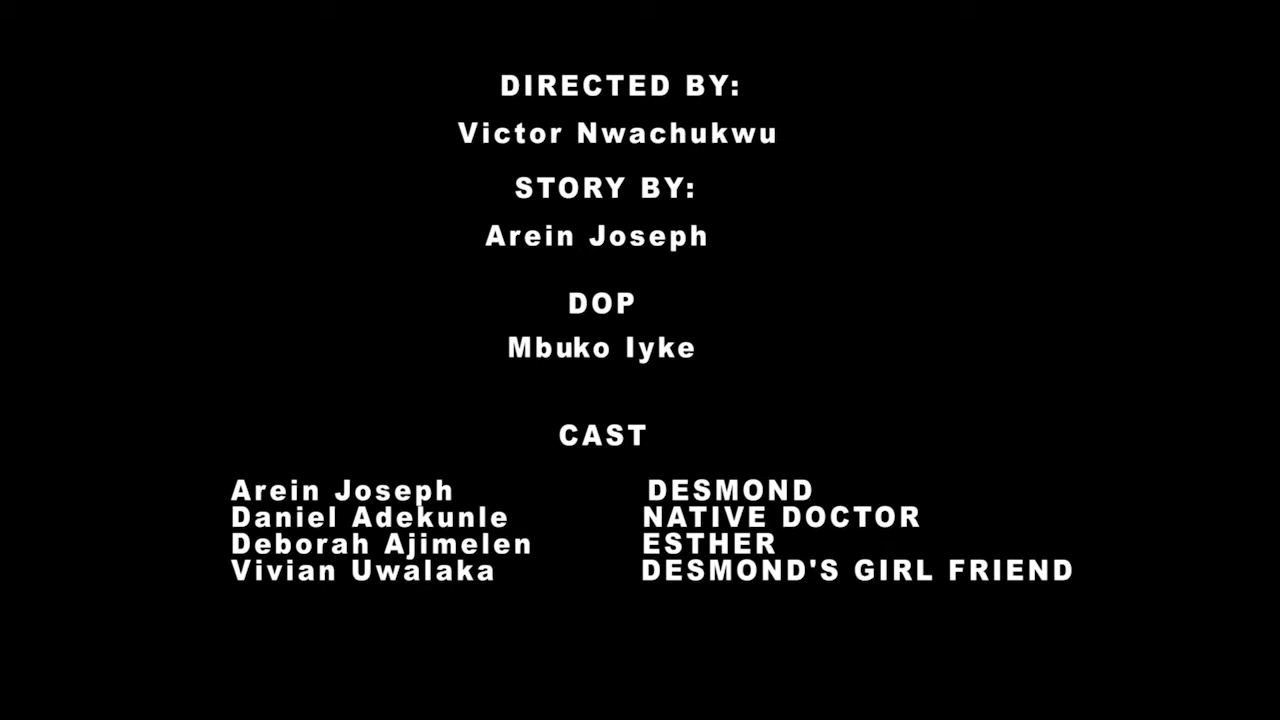 DIRECTED BY:
Victor Nwachukwu
STORY BY:
Arein Joseph
DOP
Mbuko Iyke
CAST
Arein Joseph DESMOND
Daniel Adekunle NATIVE DOCTOR
Deborah Ajimelen ESTHER
Vivian Uwalaka DESMOND'S GIRL FRIEND